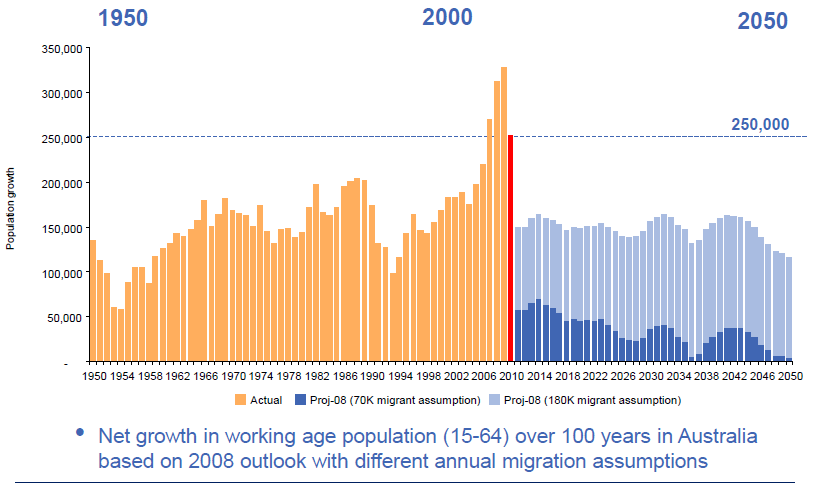 1950 2000 2050
350,000
300,000
250,000
250,000
200,000
150,000
100,000
50,000
-
Population growth
1950 1954 1958 1962 1966 1970 1974 1978 1982 1986 1990 1994 1998 2002 2006 2010 2014 2018 2022 2026 2030 2034 2038 2042 2046 2050
Actual Proj-08 (70K migrant assumption) Proj-08 (180K migrant assumption)
• Net growth in working age population (15-64) over 100 years in Australia
based on 2008 outlook with different annual migration assumptions